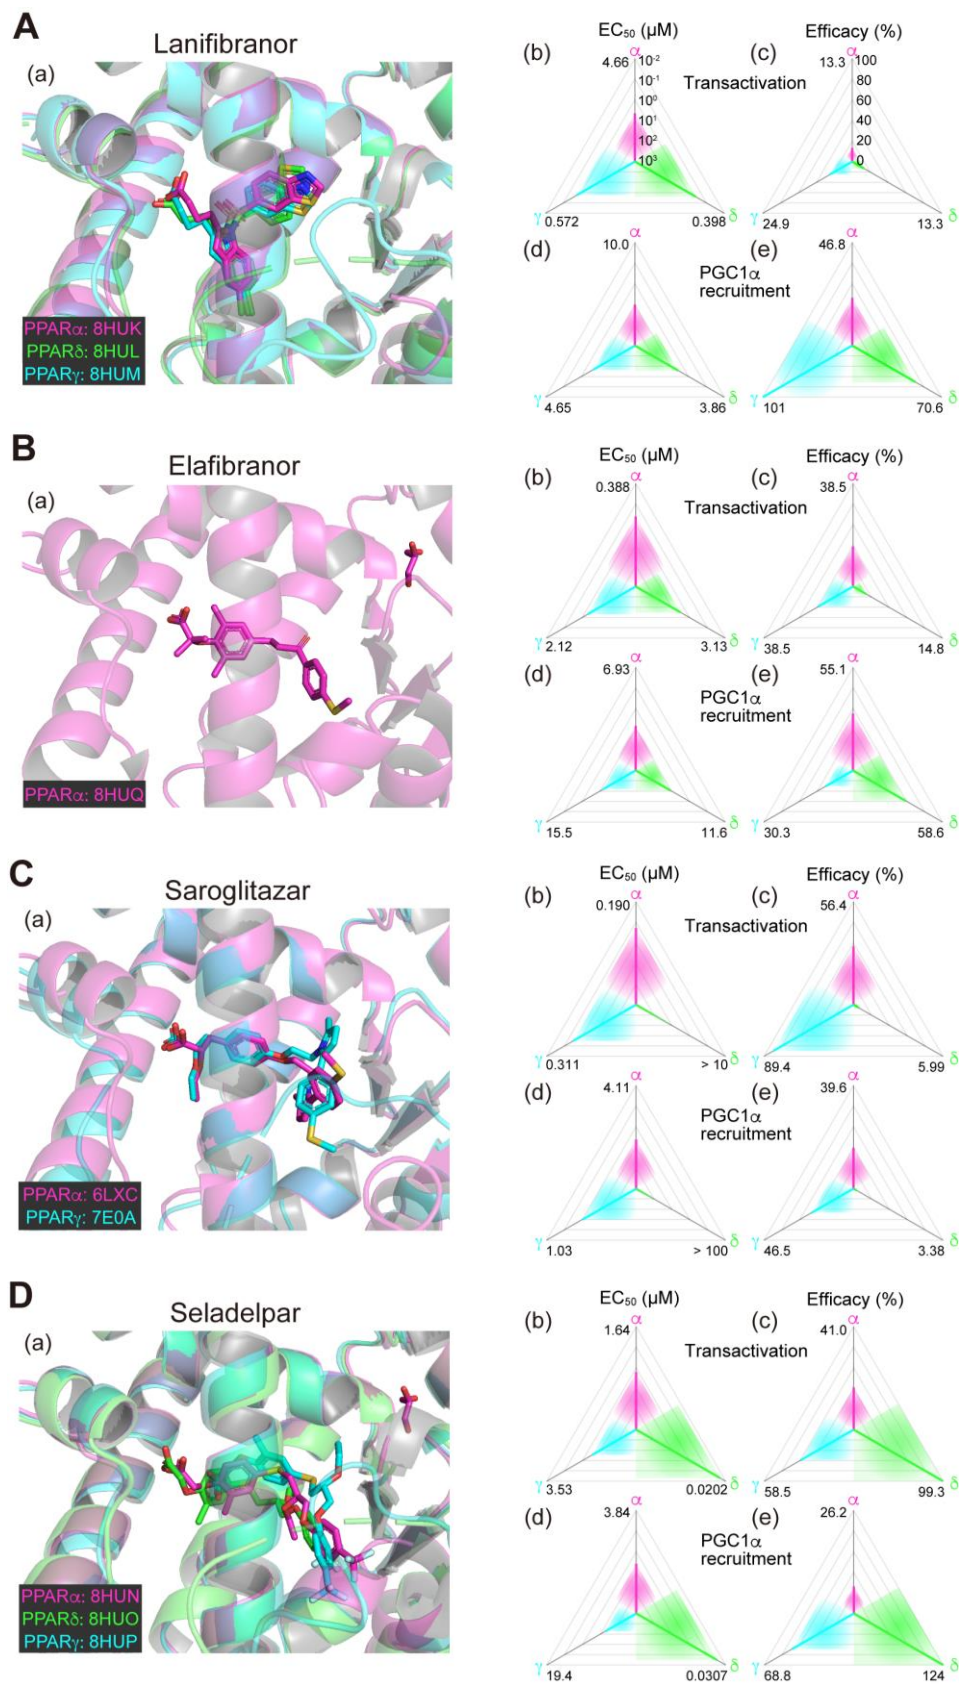 A
Lanifibranor
(a)
PPARα: 8HUK
PPARδ: 8HUL
PPARγ: 8HUM
(b)
EC₅₀ (µM)
α
4.66
10⁻²
10⁻¹
10⁰
10¹
10²
10³
γ
0.572
0.398
δ
Transactivation
(c)
Efficacy (%)
α
13.3
100
80
60
40
20
0
γ
24.9
13.3
δ
(d)
α
10.0
γ
4.65
3.86
δ
PGC1α
recruitment
(e)
α
46.8
γ
101
70.6
δ
B
Elafibranor
(a)
PPARα: 8HUQ
(b)
EC₅₀ (µM)
α
0.388
γ
2.12
3.13
δ
Transactivation
(c)
Efficacy (%)
α
38.5
γ
38.5
14.8
δ
(d)
α
6.93
γ
15.5
11.6
δ
PGC1α
recruitment
(e)
α
55.1
γ
30.3
58.6
δ
C
Saroglitazar
(a)
PPARα: 6LXC
PPARγ: 7E0A
(b)
EC₅₀ (µM)
α
0.190
γ
0.311
> 10
δ
Transactivation
(c)
Efficacy (%)
α
56.4
γ
89.4
5.99
δ
(d)
α
4.11
γ
1.03
> 100
δ
PGC1α
recruitment
(e)
α
39.6
γ
46.5
3.38
δ
D
Seladelpar
(a)
PPARα: 8HUN
PPARδ: 8HUO
PPARγ: 8HUP
(b)
EC₅₀ (µM)
α
1.64
γ
3.53
0.0202
δ
Transactivation
(c)
Efficacy (%)
α
41.0
γ
58.5
99.3
δ
(d)
α
3.84
γ
19.4
0.0307
δ
PGC1α
recruitment
(e)
α
26.2
γ
68.8
124
δ